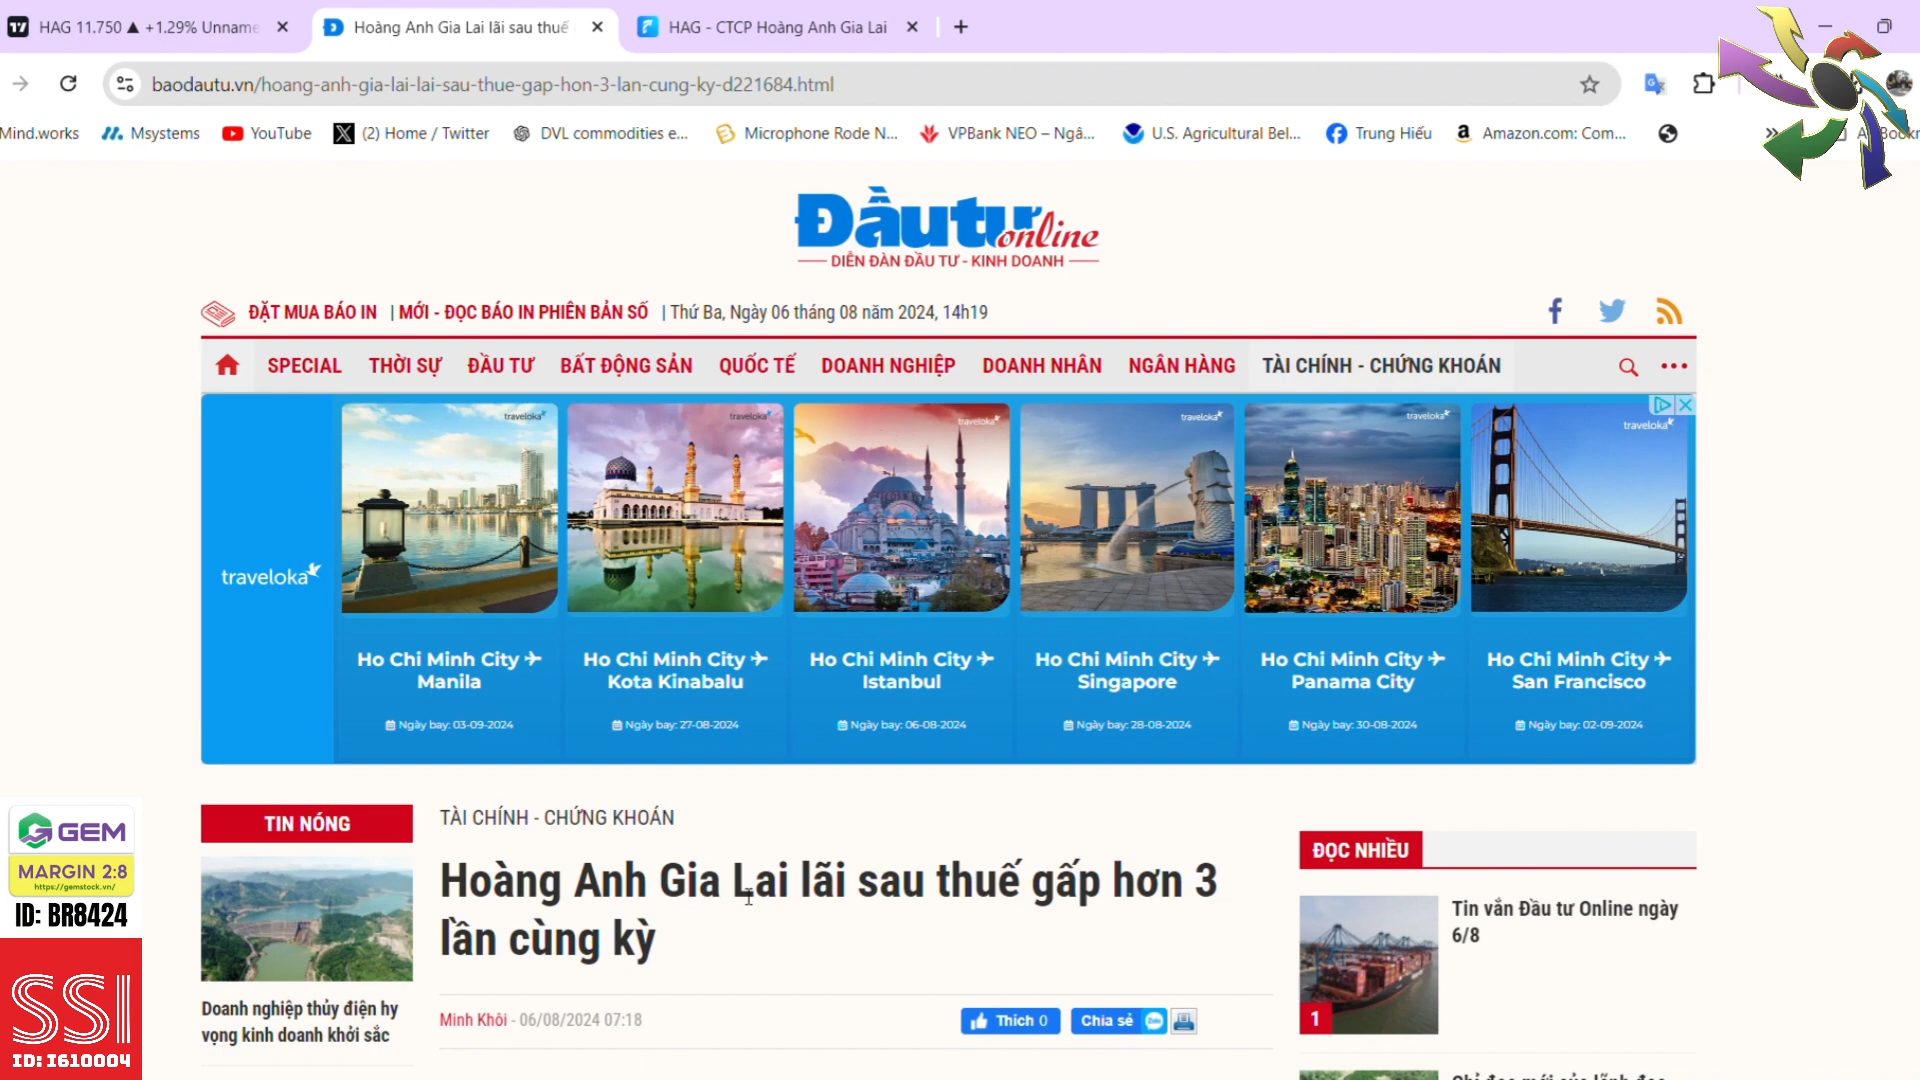 HAG 11.750 ▲ +1.29% Unname
Hoàng Anh Gia Lai lãi sau thuế
HAG - CTCP Hoàng Anh Gia Lai
baodautu.vn/hoang-anh-gia-lai-lai-sau-thue-gap-hon-3-lan-cung-ky-d221684.html
Mind.works
Msystems
YouTube
(2) Home / Twitter
DVL commodities e...
Microphone Rode N...
VPBank NEO – Ngâ...
U.S. Agricultural Bel...
Trung Hiếu
Amazon.com: Com...
»
Đầu tư online
DIỄN ĐÀN ĐẦU TƯ - KINH DOANH
ĐẶT MUA BÁO IN | MỚI - ĐỌC BÁO IN PHIÊN BẢN SỐ | Thứ Ba, Ngày 06 tháng 08 năm 2024, 14h19
SPECIAL THỜI SỰ ĐẦU TƯ BẤT ĐỘNG SẢN QUỐC TẾ DOANH NGHIỆP DOANH NHÂN NGÂN HÀNG TÀI CHÍNH - CHỨNG KHOÁN
traveloka
traveloka
traveloka
traveloka
traveloka
traveloka
traveloka
Ho Chi Minh City
Manila
Ngày bay: 03-09-2024
Ho Chi Minh City
Kota Kinabalu
Ngày bay: 27-08-2024
Ho Chi Minh City
Istanbul
Ngày bay: 06-08-2024
Ho Chi Minh City
Singapore
Ngày bay: 28-08-2024
Ho Chi Minh City
Panama City
Ngày bay: 30-08-2024
Ho Chi Minh City
San Francisco
Ngày bay: 02-09-2024
GEM
MARGIN 2:8
https://gemstock.vn/
ID: BR8424
SSI
ID: I610004
TIN NÓNG
Doanh nghiệp thủy điện hy
vọng kinh doanh khởi sắc
TÀI CHÍNH - CHỨNG KHOÁN
Hoàng Anh Gia Lai lãi sau thuế gấp hơn 3
lần cùng kỳ
Minh Khôi - 06/08/2024 07:18
Thích 0
Chia sẻ
Zalo
ĐỌC NHIỀU
1
Tin vắn Đầu tư Online ngày
6/8